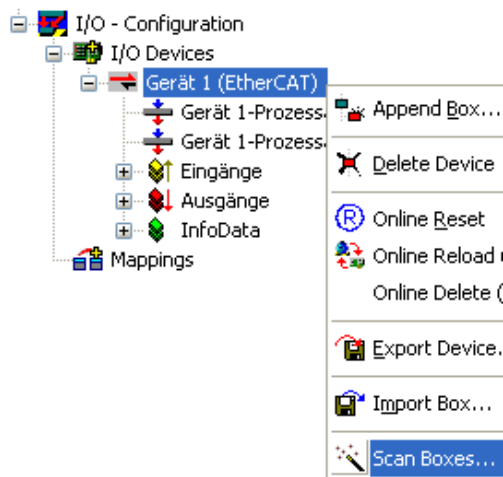 I/O - Configuration
I/O Devices
Gerät 1 (EtherCAT)
Gerät 1-Prozess
Gerät 1-Prozess
Eingänge
Ausgänge
InfoData
Mappings
Append Box...
Delete Device
Online Reset
Online Reload
Online Delete (
Export Device.
Import Box...
Scan Boxes...